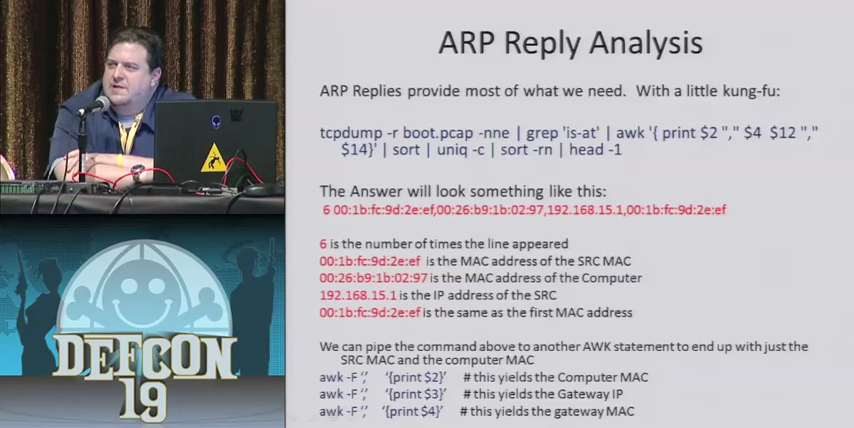 ARP Reply Analysis
ARP Replies provide most of what we need. With a little kung-fu:
tcpdump -r boot.pcap -nne | grep 'is-at' | awk '{ print $2 "," $4 $12 ","
$14}' | sort | uniq -c | sort -rn | head -1
The Answer will look something like this:
6 00:1b:fc:9d:2e:ef,00:26:b9:1b:02:97,192.168.15.1,00:1b:fc:9d:2e:ef
6 is the number of times the line appeared
00:1b:fc:9d:2e:ef is the MAC address of the SRC MAC
00:26:b9:1b:02:97 is the MAC address of the Computer
192.168.15.1 is the IP address of the SRC
00:1b:fc:9d:2e:ef is the same as the first MAC address
We can pipe the command above to another AWK statement to end up with just the
SRC MAC and the computer MAC
awk -F ',' '{print $2}' # this yields the Computer MAC
awk -F ',' '{print $3}' # this yields the Gateway IP
awk -F ',' '{print $4}' # this yields the gateway MAC
DEFCON
19